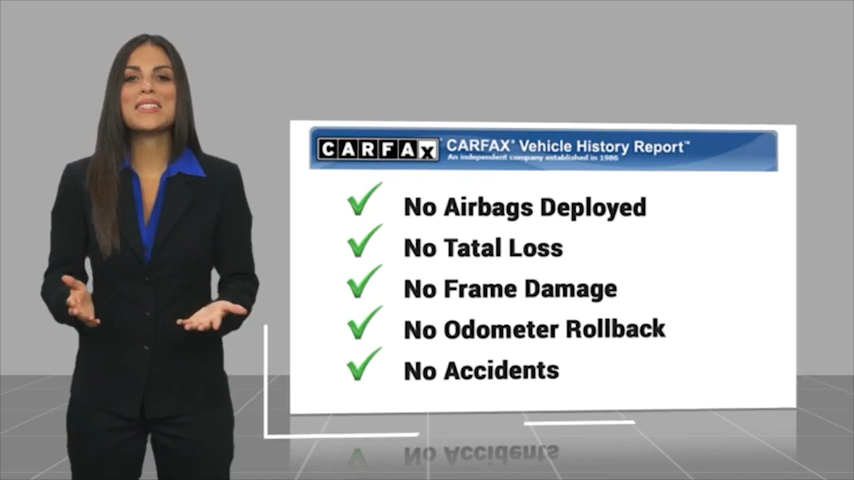 CARFAX CARFAX® Vehicle History Report™
An independent company established in 1986
No Airbags Deployed
No Tatal Loss
No Frame Damage
No Odometer Rollback
No Accidents
No Accidents